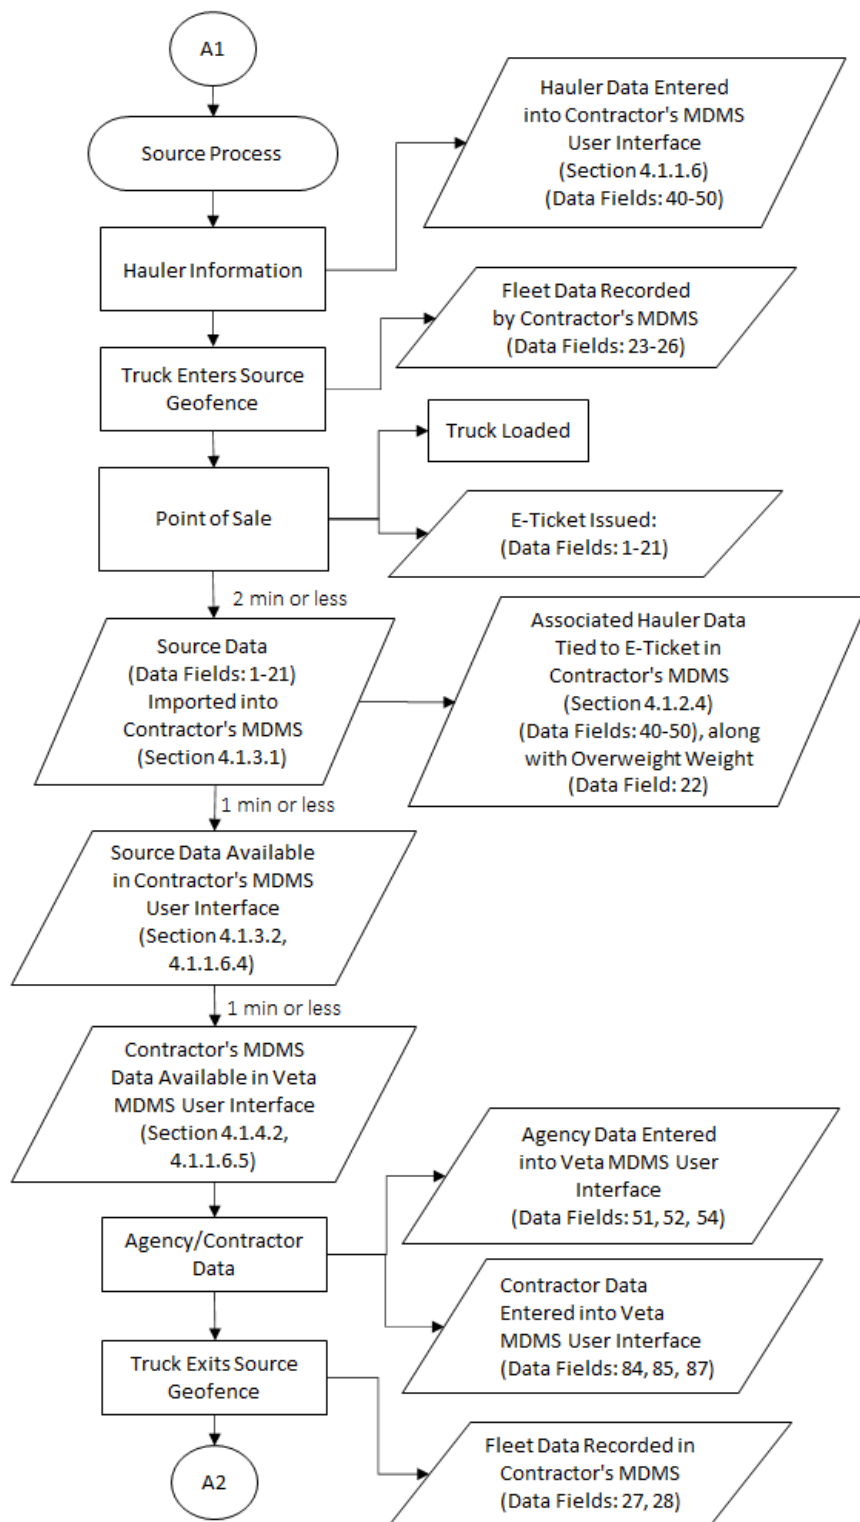 A1
Source Process
Hauler Data Entered
into Contractor's MDMS
User Interface
(Section 4.1.1.6)
(Data Fields: 40-50)
Hauler Information
Fleet Data Recorded
by Contractor's MDMS
(Data Fields: 23-26)
Truck Enters Source
Geofence
Truck Loaded
Point of Sale
E-Ticket Issued:
(Data Fields: 1-21)
2 min or less
Source Data
(Data Fields: 1-21)
Imported into
Contractor's MDMS
(Section 4.1.3.1)
Associated Hauler Data
Tied to E-Ticket in
Contractor's MDMS
(Section 4.1.2.4)
(Data Fields: 40-50), along
with Overweight Weight
(Data Field: 22)
1 min or less
Source Data Available
in Contractor's MDMS
User Interface
(Section 4.1.3.2,
4.1.1.6.4)
1 min or less
Contractor's MDMS
Data Available in Veta
MDMS User Interface
(Section 4.1.4.2,
4.1.1.6.5)
Agency Data Entered
into Veta MDMS User
Interface
(Data Fields: 51, 52, 54)
Agency/Contractor
Data
Contractor Data
Entered into Veta
MDMS User Interface
(Data Fields: 84, 85, 87)
Truck Exits Source
Geofence
Fleet Data Recorded in
Contractor's MDMS
(Data Fields: 27, 28)
A2